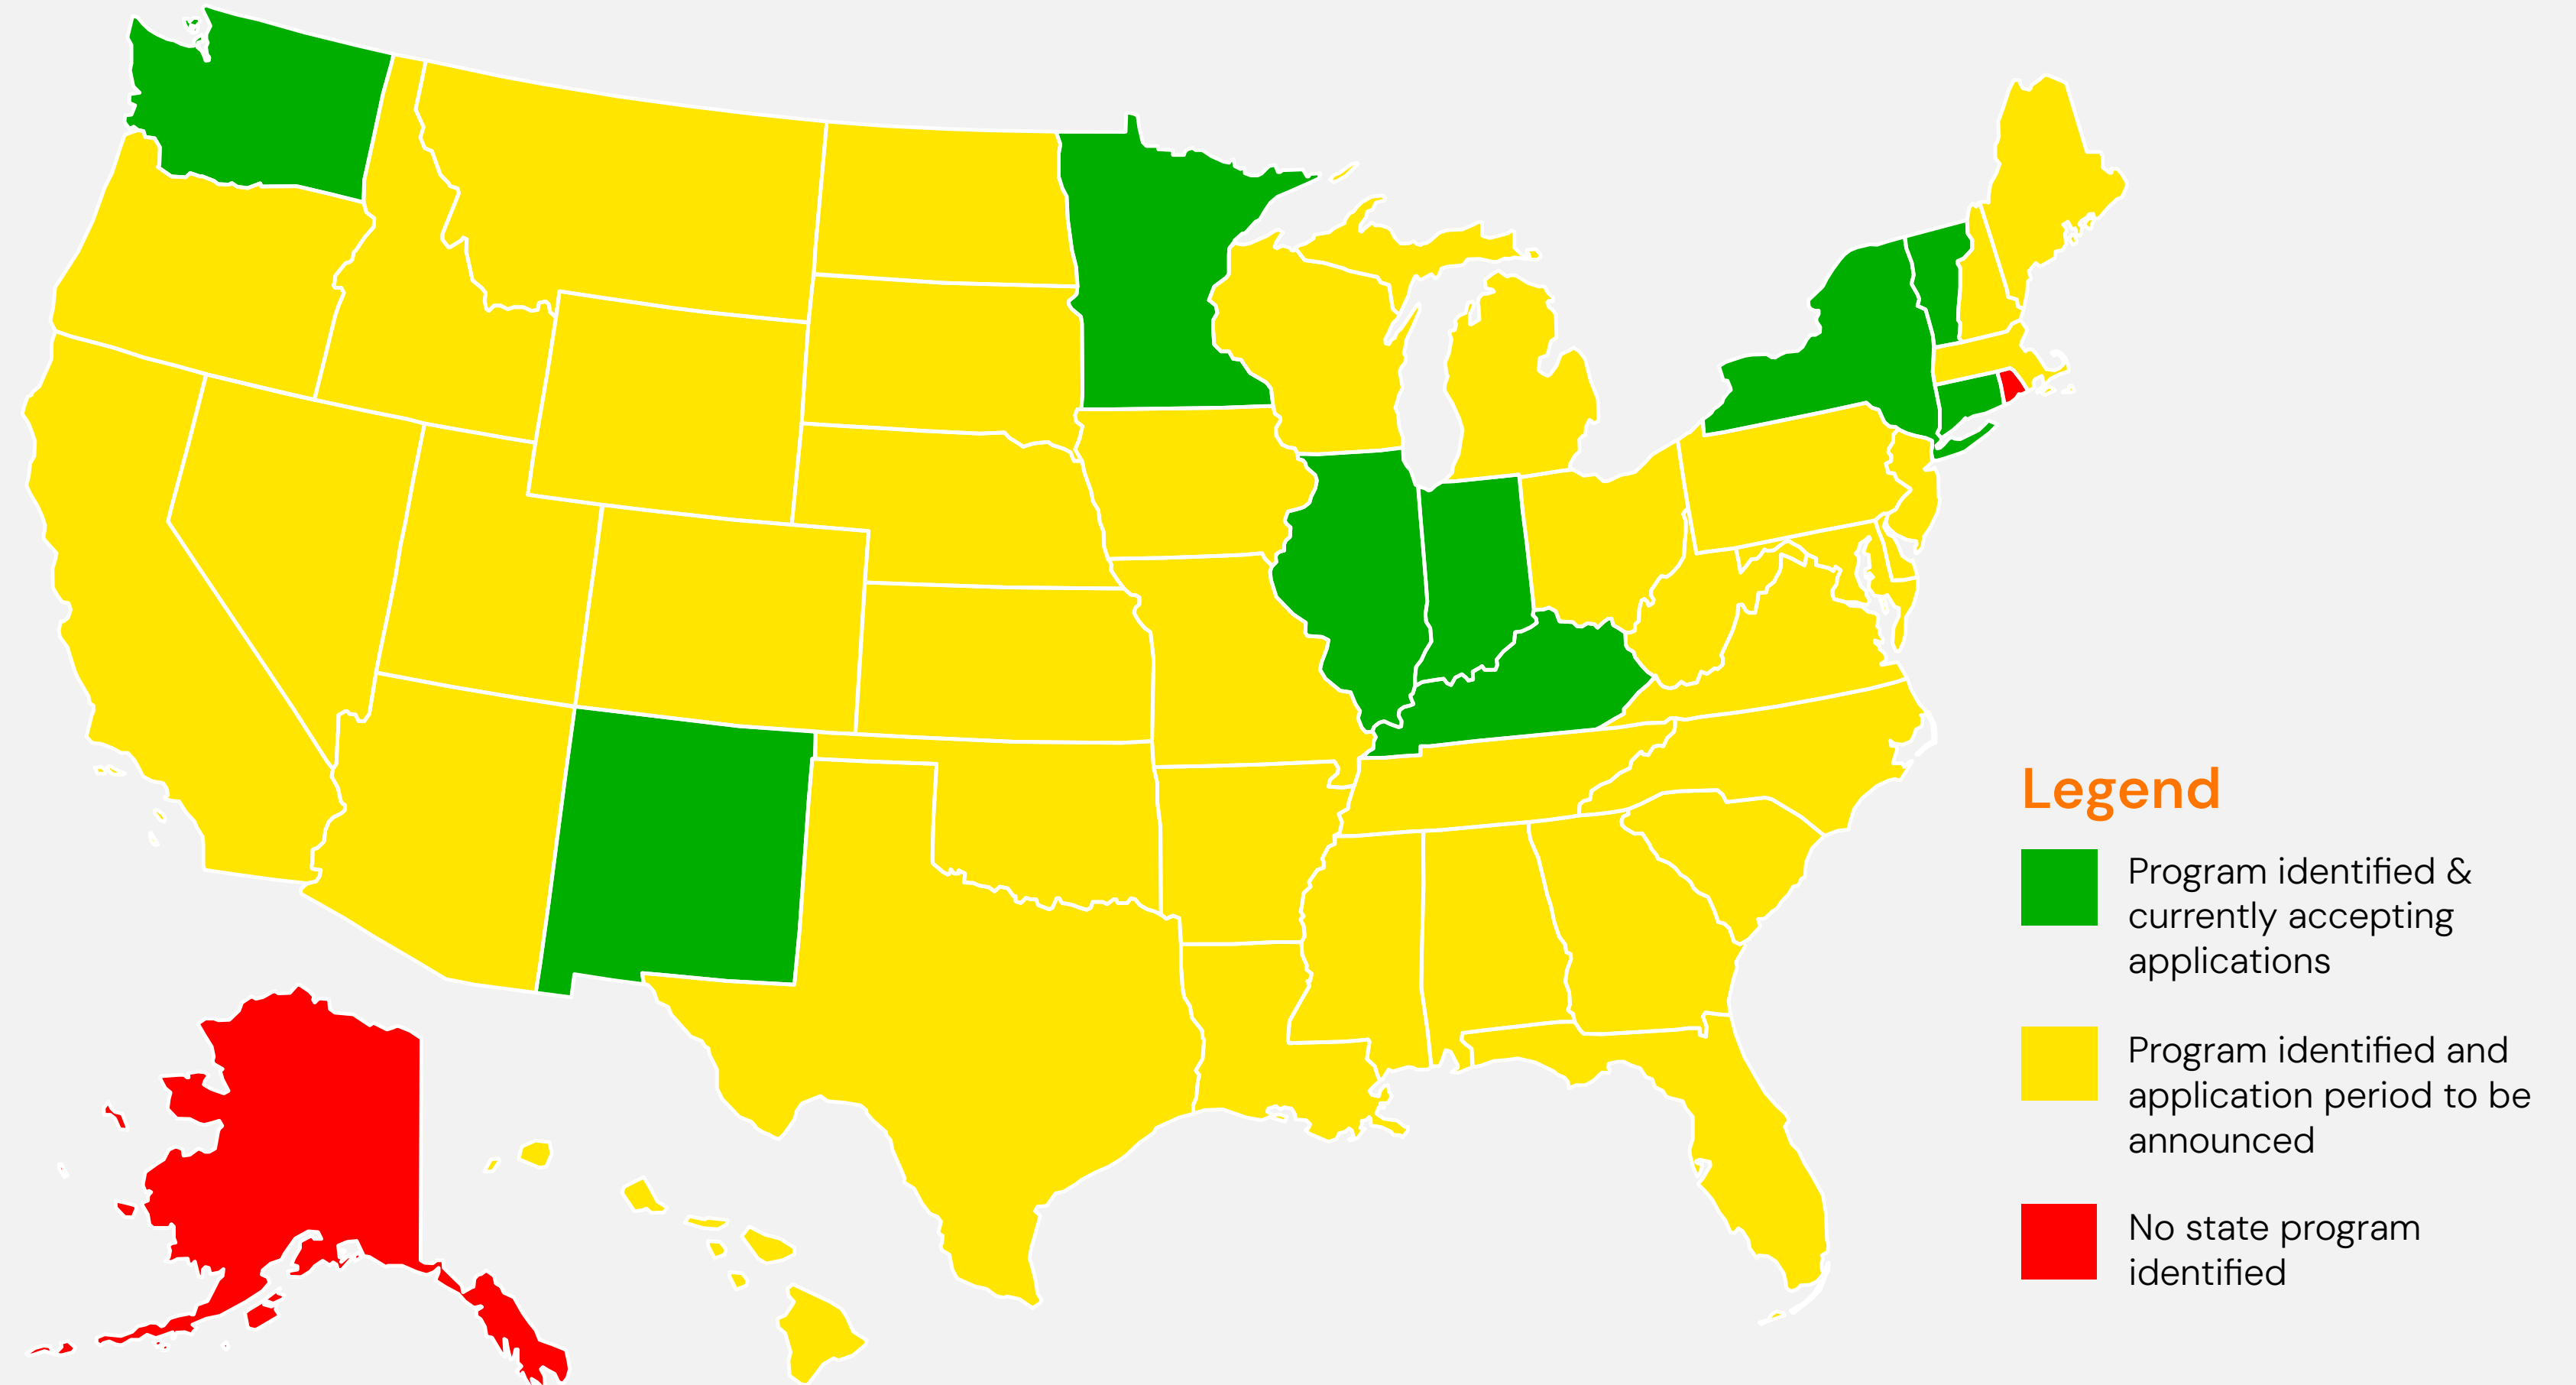 Legend
Program identified &
currently accepting
applications
Program identified and
application period to be
announced
No state program
identified